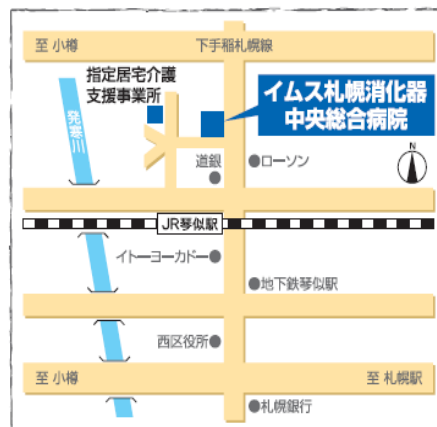 至 小樽
下手稲札幌線
指定居宅介護
支援事業所
イムス札幌消化器
中央総合病院
発寒川
道銀
ローソン
N
JR琴似駅
イトーヨーカドー
地下鉄琴似駅
西区役所
至 小樽
至 札幌駅
札幌銀行